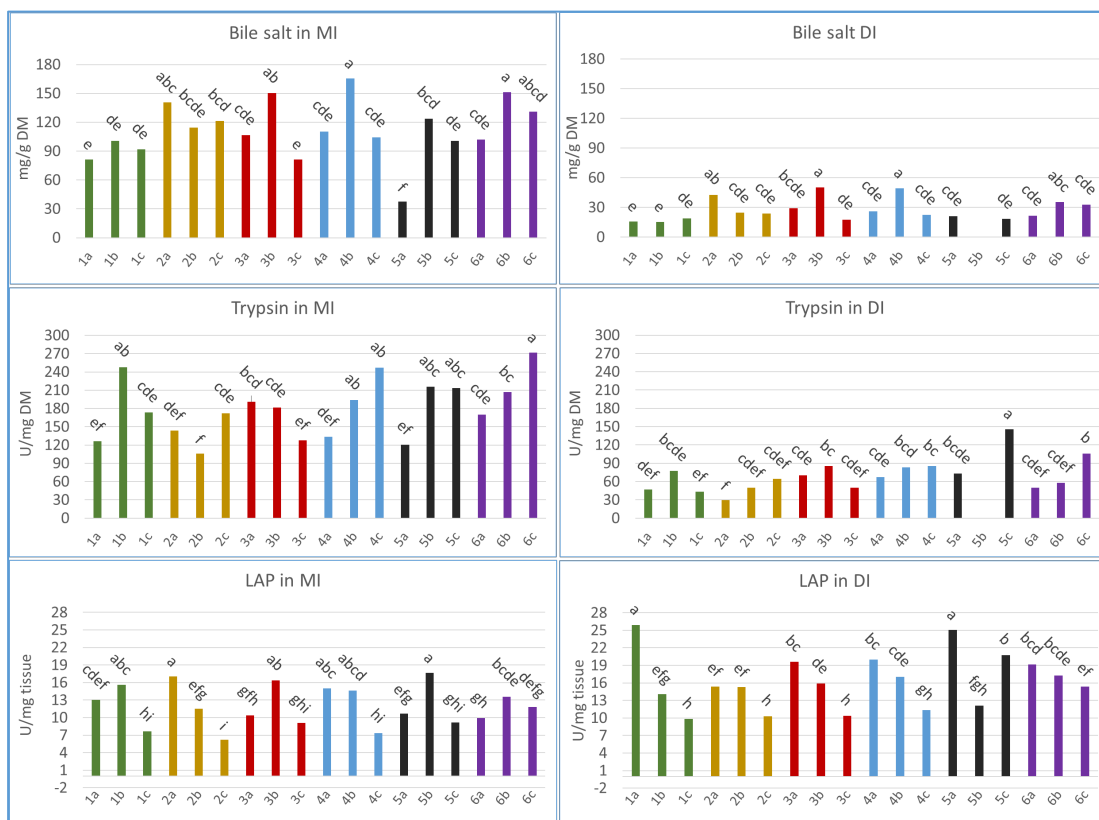 Bile salt in MI
mg/g DM
180
150
120
90
60
30
0
e
de
de
abc
bcde
bcd
cde
ab
e
cde
a
cde
f
bcd
de
cde
a
abcd
1a
1b
1c
2a
2b
2c
3a
3b
3c
4a
4b
4c
5a
5b
5c
6a
6b
6c
Bile salt DI
mg/g DM
180
150
120
90
60
30
0
e
e
de
ab
cde
cde
bcde
a
cde
cde
a
cde
cde
de
cde
abc
cde
1a
1b
1c
2a
2b
2c
3a
3b
3c
4a
4b
4c
5a
5b
5c
6a
6b
6c
Trypsin in MI
U/mg DM
300
270
240
210
180
150
120
90
60
30
0
ef
ab
cde
def
f
cde
bcd
cde
ef
def
ab
ab
ef
abc
abc
cde
bc
a
1a
1b
1c
2a
2b
2c
3a
3b
3c
4a
4b
4c
5a
5b
5c
6a
6b
6c
Trypsin in DI
U/mg DM
300
270
240
210
180
150
120
90
60
30
0
def
bcde
ef
f
cdef
cdef
cde
bc
cdef
cde
bcd
bc
cde
a
cdef
cdef
b
1a
1b
1c
2a
2b
2c
3a
3b
3c
4a
4b
4c
5a
5b
5c
6a
6b
6c
LAP in MI
U/mg tissue
28
25
22
19
16
13
10
7
4
1
-2
cdef
abc
hi
a
efg
i
gfh
ab
ghi
abc
abcd
hi
efg
a
ghi
gh
bcde
defg
1a
1b
1c
2a
2b
2c
3a
3b
3c
4a
4b
4c
5a
5b
5c
6a
6b
6c
LAP in DI
U/mg tissue
28
25
22
19
16
13
10
7
4
1
-2
a
efg
h
ef
ef
h
bc
de
h
bc
cde
gh
a
fgh
b
bcd
bcde
ef
1a
1b
1c
2a
2b
2c
3a
3b
3c
4a
4b
4c
5a
5b
5c
6a
6b
6c